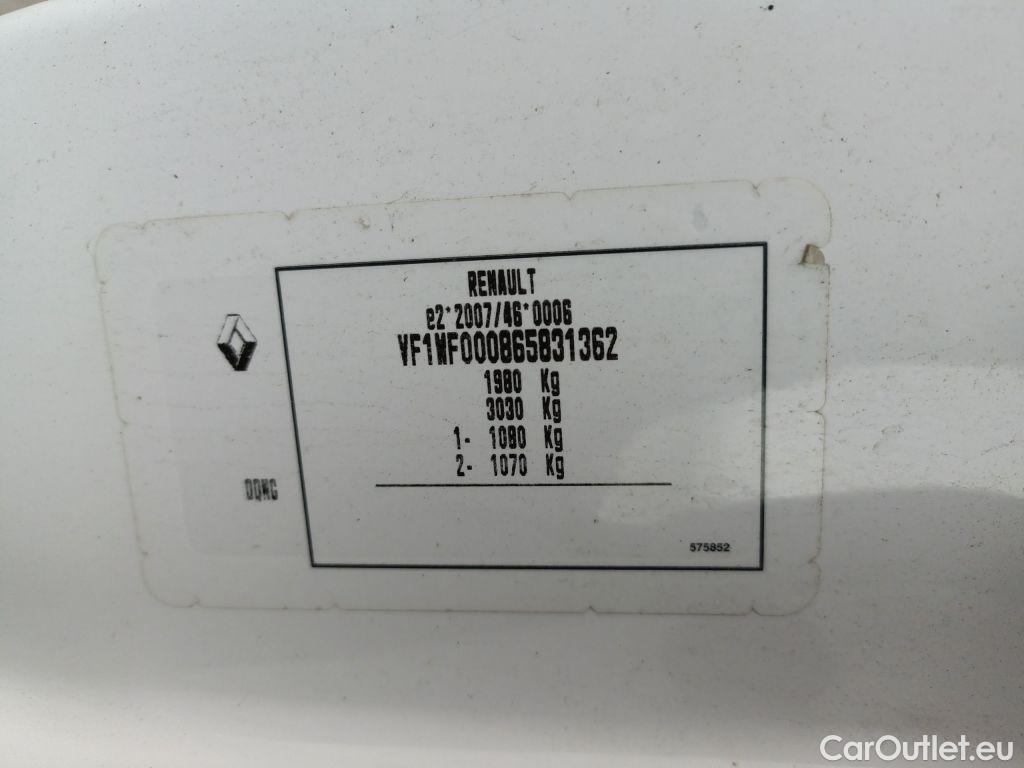 RENAULT
e2*2007/46*0006
VF1MF000865831362
1980 Kg
3030 Kg
1- 1080 Kg
2- 1070 Kg
DQNG
575852
CarOutlet.eu